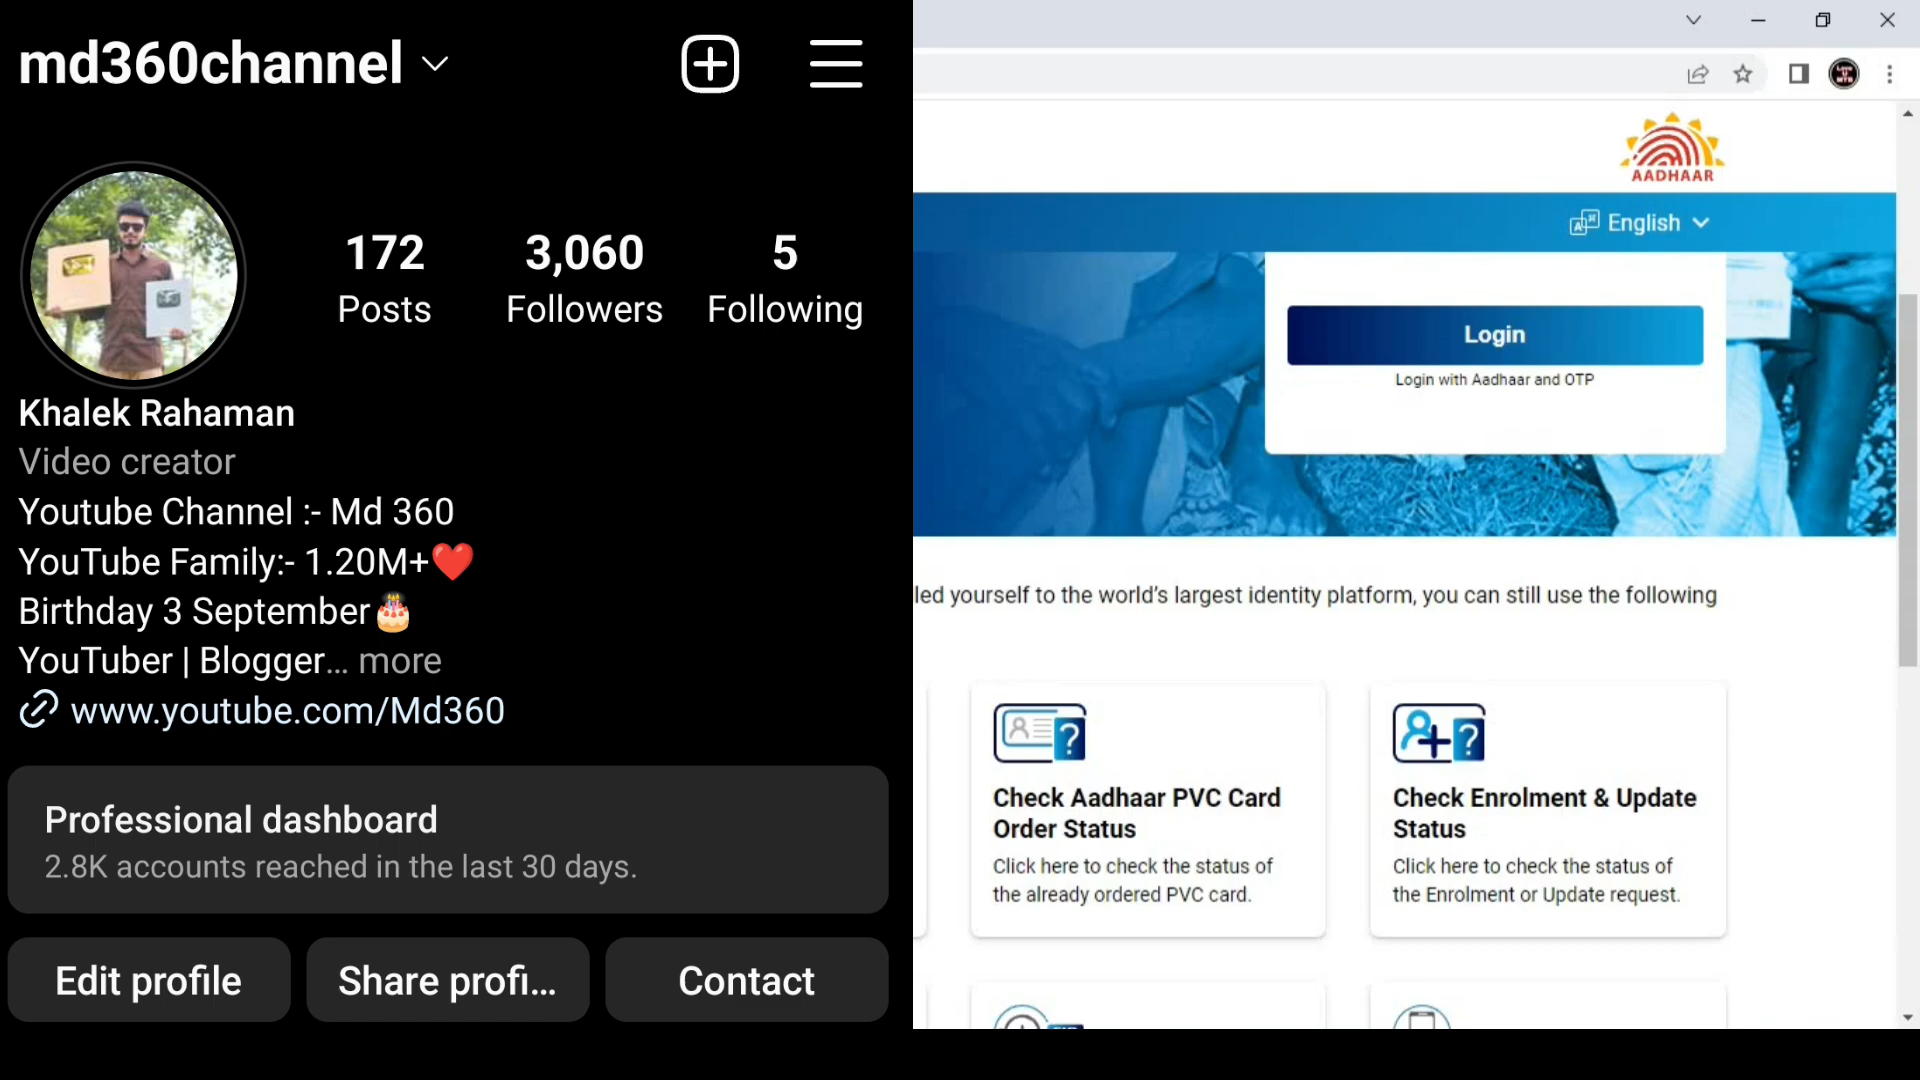 md360channel
172
Posts
3,060
Followers
5
Following
Khalek Rahaman
Video creator
Youtube Channel :- Md 360
YouTube Family:- 1.20M+❤️
Birthday 3 September🎂
YouTuber | Blogger... more
www.youtube.com/Md360
Professional dashboard
2.8K accounts reached in the last 30 days.
Edit profile
Share profi...
Contact
AADHAAR
English
Login
Login with Aadhaar and OTP
led yourself to the world's largest identity platform, you can still use the following
Check Aadhaar PVC Card
Order Status
Click here to check the status of
the already ordered PVC card.
Check Enrolment & Update
Status
Click here to check the status of
the Enrolment or Update request.